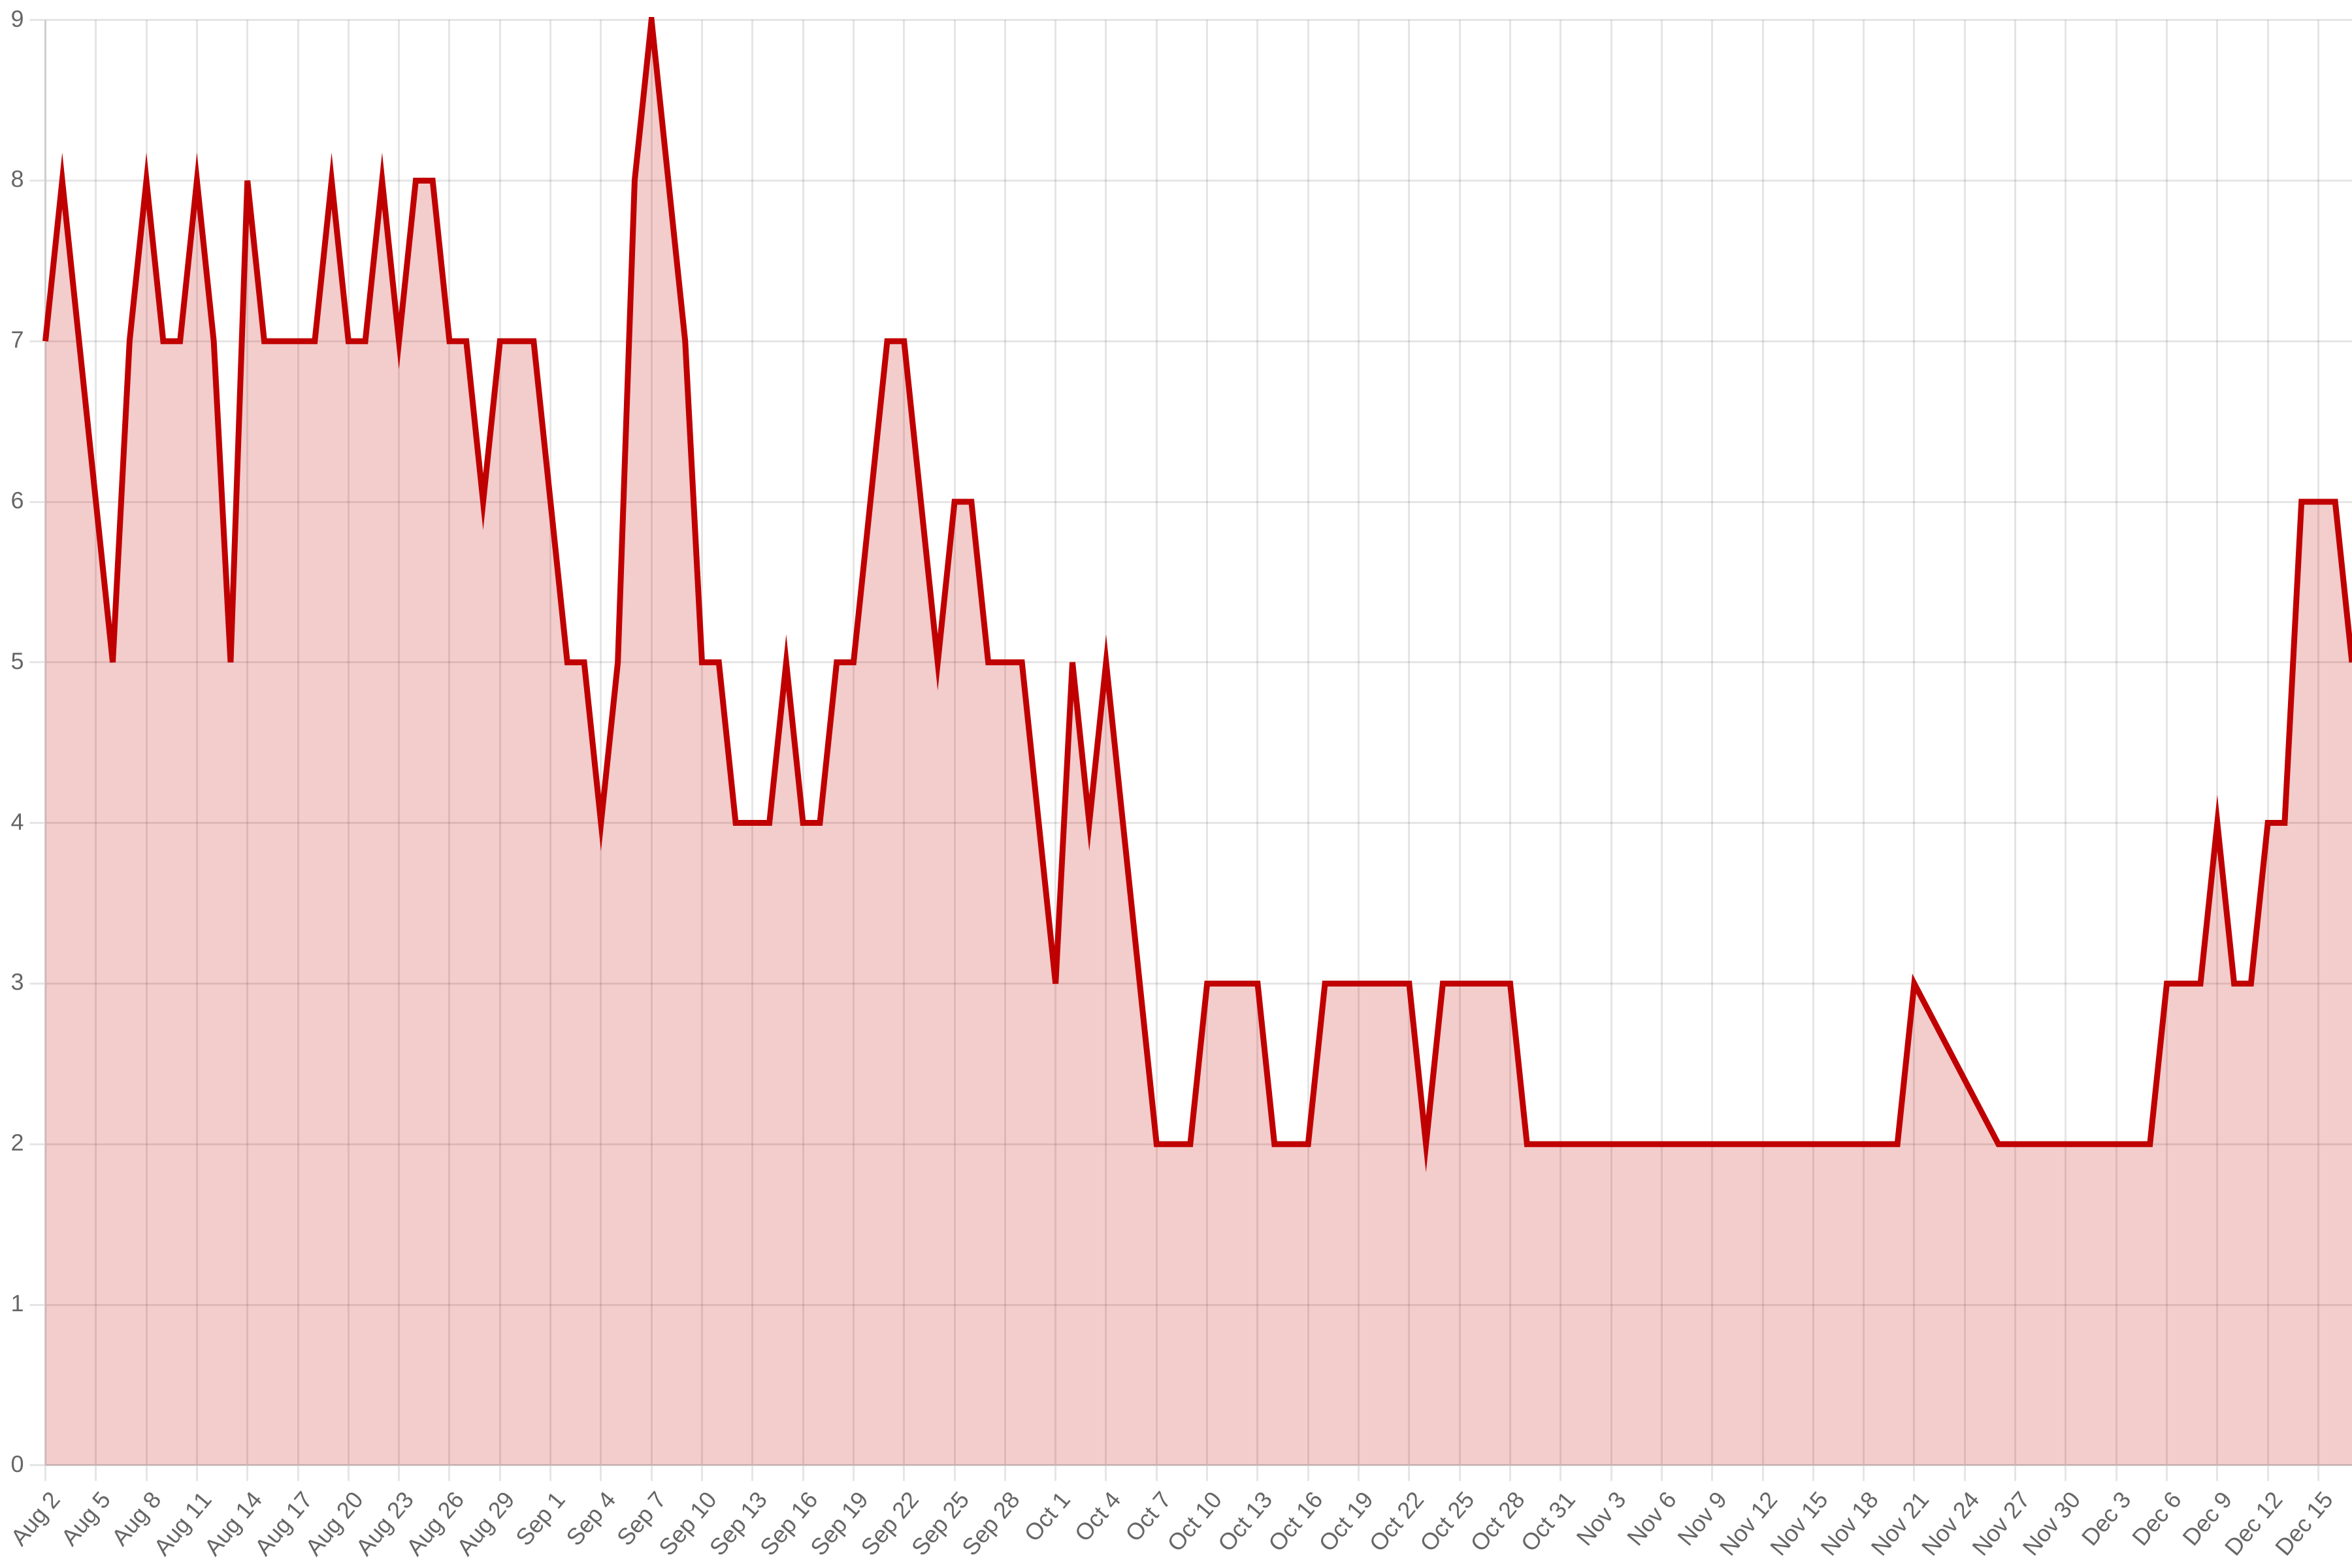 9
8
7
6
5
4
3
2
1
0
Aug 2
Aug 5
Aug 8
Aug 11
Aug 14
Aug 17
Aug 20
Aug 23
Aug 26
Aug 29
Sep 1
Sep 4
Sep 7
Sep 10
Sep 13
Sep 16
Sep 19
Sep 22
Sep 25
Sep 28
Oct 1
Oct 4
Oct 7
Oct 10
Oct 13
Oct 16
Oct 19
Oct 22
Oct 25
Oct 28
Oct 31
Nov 3
Nov 6
Nov 9
Nov 12
Nov 15
Nov 18
Nov 21
Nov 24
Nov 27
Nov 30
Dec 3
Dec 6
Dec 9
Dec 12
Dec 15